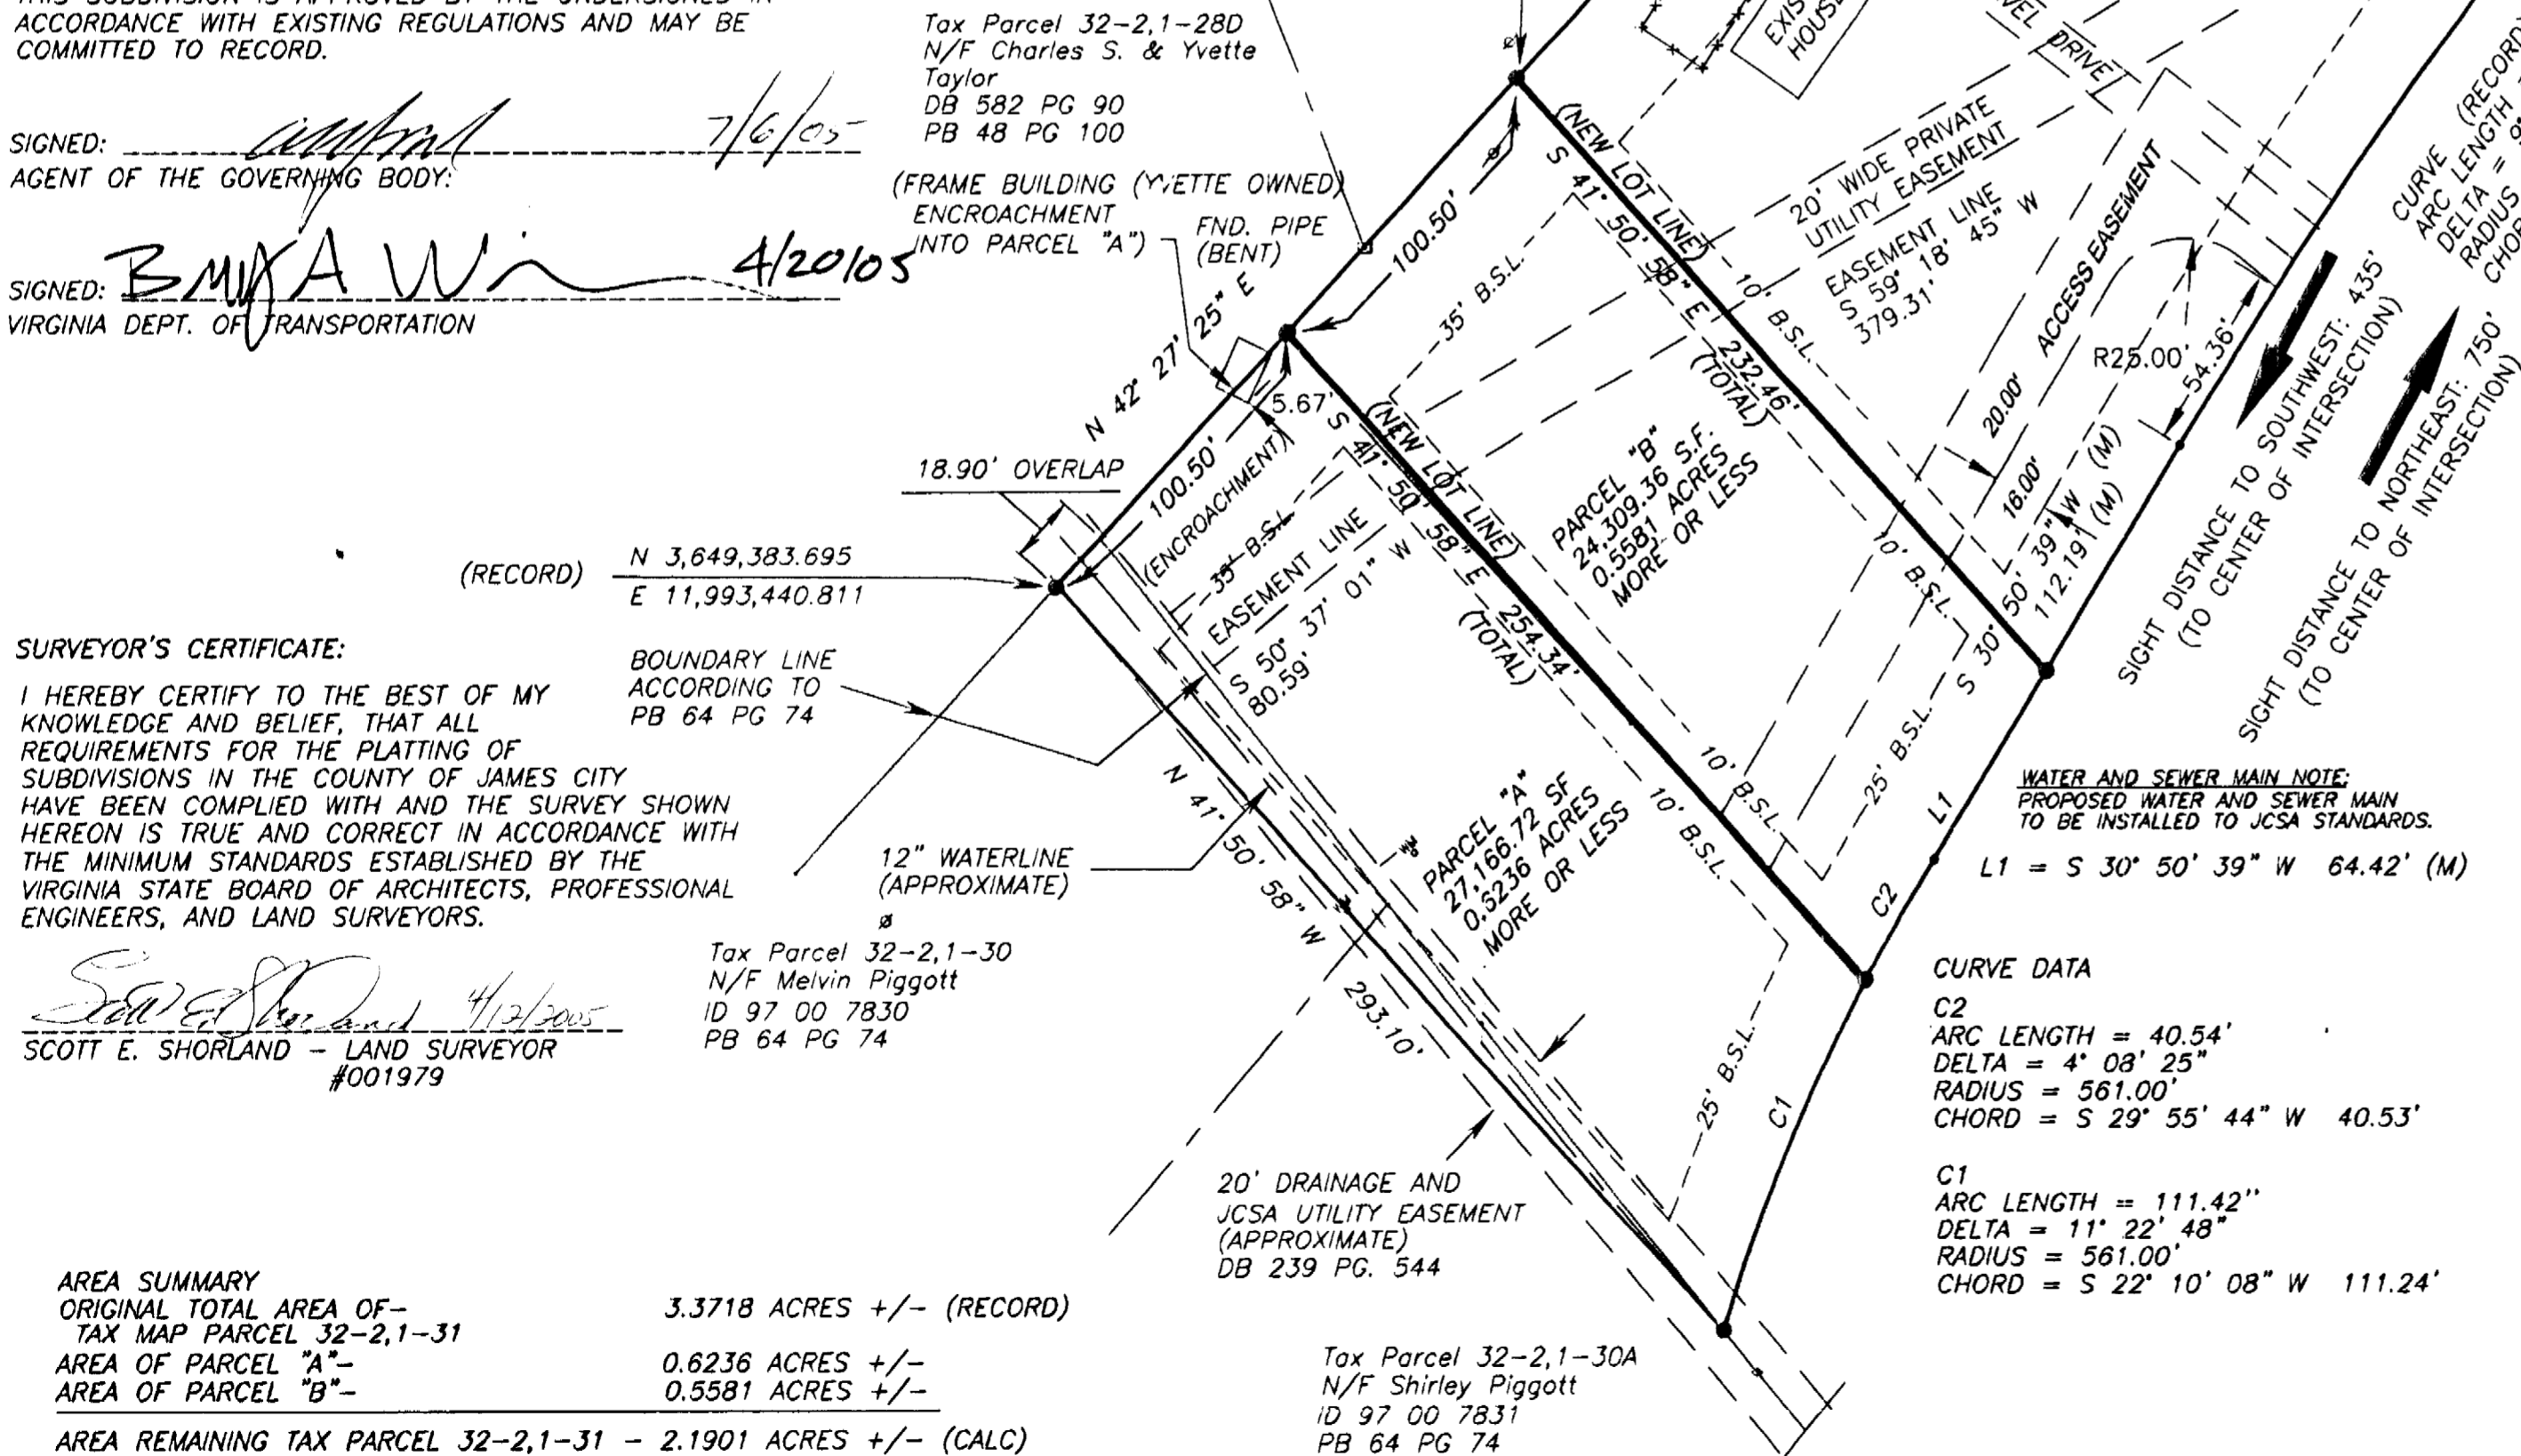 ACCORDANCE WITH EXISTING REGULATIONS AND MAY BE
COMMITTED TO RECORD.
SIGNED:
7/6/05
AGENT OF THE GOVERNING BODY:
SIGNED:
4/20/05
VIRGINIA DEPT. OF TRANSPORTATION
Tax Parcel 32-2,1-28D
N/F Charles S. & Yvette
Taylor
DB 582 PG 90
PB 48 PG 100
(FRAME BUILDING (YVETTE OWNED)
ENCROACHMENT
INTO PARCEL "A")
FND. PIPE
(BENT)
N 42° 27' 25" E
100.50'
100.50'
5.67'
(ENCROACHMENT)
18.90' OVERLAP
(RECORD)
N 3,649,383.695
E 11,993,440.811
SURVEYOR'S CERTIFICATE:
I HEREBY CERTIFY TO THE BEST OF MY
KNOWLEDGE AND BELIEF, THAT ALL
REQUIREMENTS FOR THE PLATTING OF
SUBDIVISIONS IN THE COUNTY OF JAMES CITY
HAVE BEEN COMPLIED WITH AND THE SURVEY SHOWN
HEREON IS TRUE AND CORRECT IN ACCORDANCE WITH
THE MINIMUM STANDARDS ESTABLISHED BY THE
VIRGINIA STATE BOARD OF ARCHITECTS, PROFESSIONAL
ENGINEERS, AND LAND SURVEYORS.
4/12/2005
SCOTT E. SHORLAND - LAND SURVEYOR
#001979
BOUNDARY LINE
ACCORDING TO
PB 64 PG 74
12" WATERLINE
(APPROXIMATE)
Tax Parcel 32-2,1-30
N/F Melvin Piggott
ID 97 00 7830
PB 64 PG 74
N 41° 50' 58" W
293.10'
35' B.S.L.
EASEMENT LINE
S 50° 37' 01" W
80.59'
(NEW LOT LINE)
S 41° 50' 58" E
254.34'
(TOTAL)
PARCEL "A"
27,166.72 SF
0.6236 ACRES
MORE OR LESS
10' B.S.L.
25' B.S.L.
C1
35' B.S.L.
(NEW LOT LINE)
S 41° 50' 58" E
232.46'
(TOTAL)
PARCEL "B"
24,309.36 S.F.
0.5581 ACRES
MORE OR LESS
10' B.S.L.
10' B.S.L.
25' B.S.L.
C2
L1
10' B.S.L.
HOUSE
DRIVE
20' WIDE PRIVATE
UTILITY EASEMENT
EASEMENT LINE
S 59° 18' 45" W
379.31'
ACCESS EASEMENT
20.00'
16.00'
R25.00'
54.36'
S 30° 50' 39" W (M)
112.19' (M)
CURVE (RECORD)
ARC LENGTH
DELTA =
RADIUS
SIGHT DISTANCE TO SOUTHWEST: 435'
(TO CENTER OF INTERSECTION)
SIGHT DISTANCE TO NORTHEAST: 750'
(TO CENTER OF INTERSECTION)
WATER AND SEWER MAIN NOTE:
PROPOSED WATER AND SEWER MAIN
TO BE INSTALLED TO JCSA STANDARDS.
L1 = S 30° 50' 39" W 64.42' (M)
CURVE DATA
C2
ARC LENGTH = 40.54'
DELTA = 4° 08' 25"
RADIUS = 561.00'
CHORD = S 29° 55' 44" W 40.53'
C1
ARC LENGTH = 111.42''
DELTA = 11° 22' 48"
RADIUS = 561.00'
CHORD = S 22° 10' 08" W 111.24'
20' DRAINAGE AND
JCSA UTILITY EASEMENT
(APPROXIMATE)
DB 239 PG. 544
Tax Parcel 32-2,1-30A
N/F Shirley Piggott
ID 97 00 7831
PB 64 PG 74
AREA SUMMARY
ORIGINAL TOTAL AREA OF- 3.3718 ACRES +/- (RECORD)
TAX MAP PARCEL 32-2,1-31
AREA OF PARCEL "A"- 0.6236 ACRES +/-
AREA OF PARCEL "B"- 0.5581 ACRES +/-
AREA REMAINING TAX PARCEL 32-2,1-31 - 2.1901 ACRES +/- (CALC)